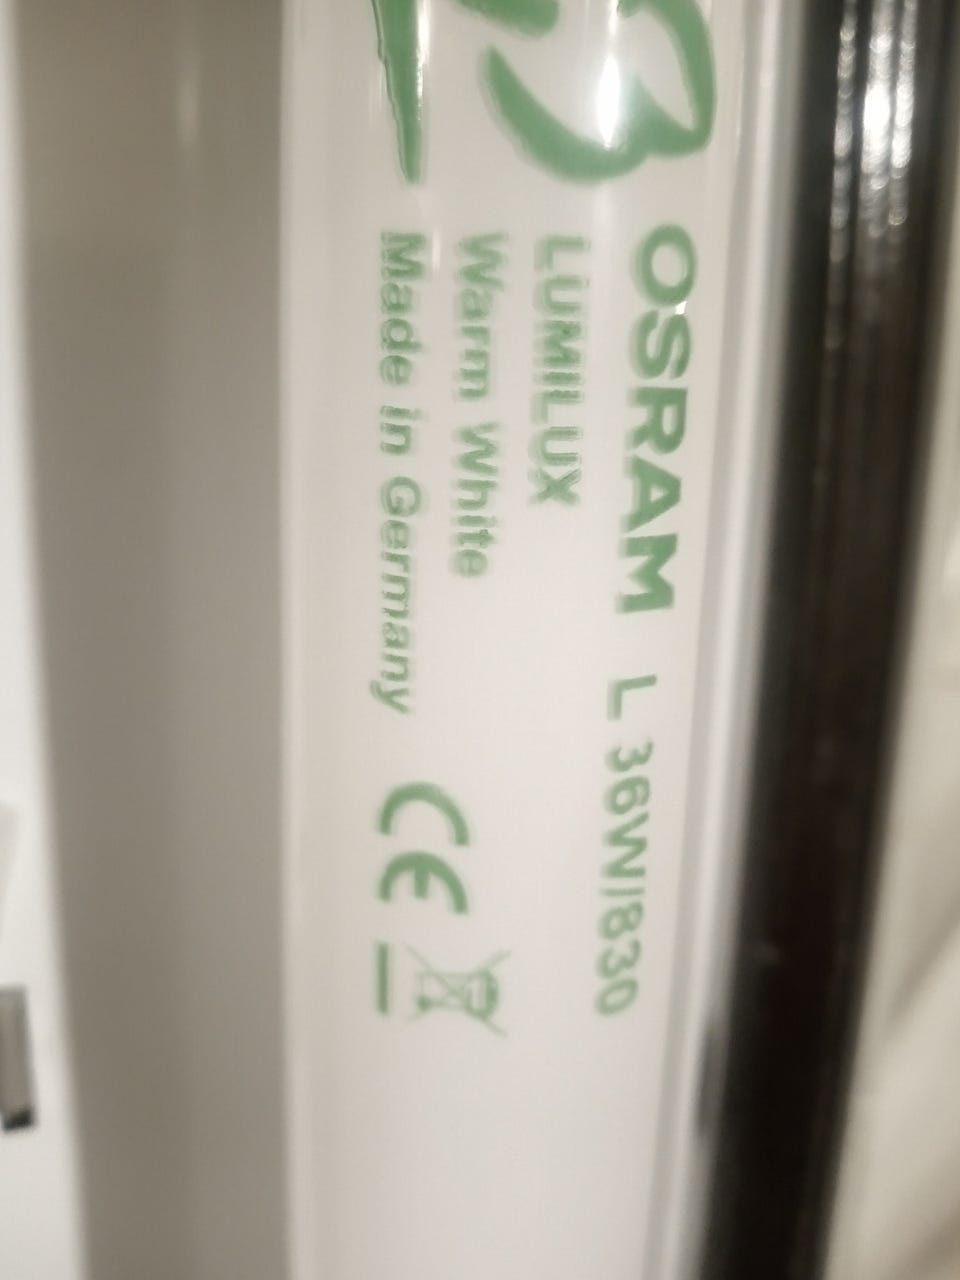 OSRAM L 36W/830
LUMILUX
Warm White
Made in Germany CE